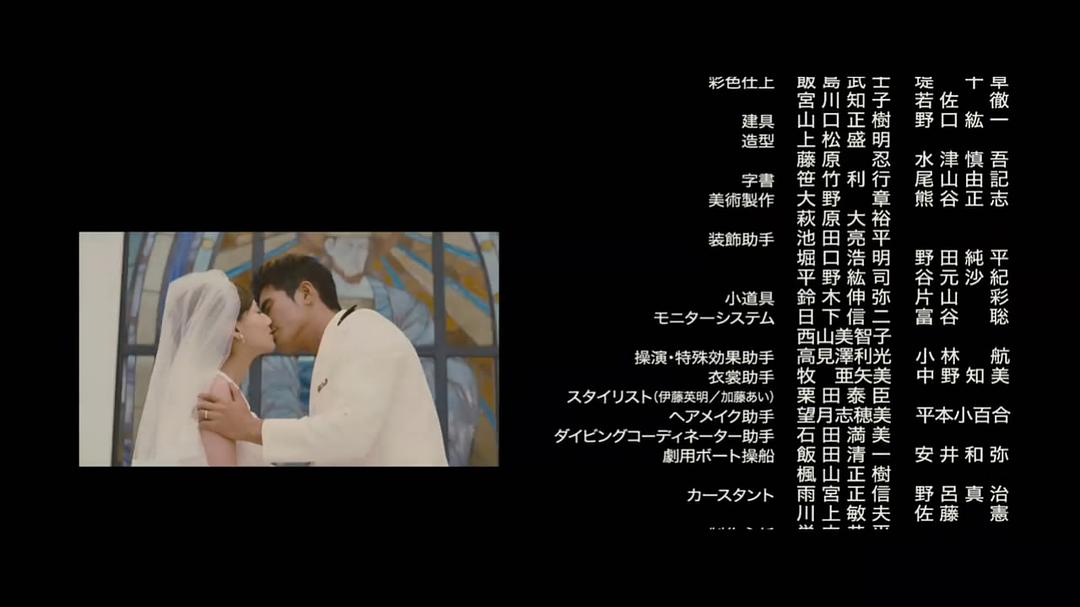 彩色仕上 飯島武士 堤 千草
宮川知子 若佐 徹
建具 山口正樹 野口紘一
造型 上松盛明
藤原 忍 水津慎吾
字書 笹竹利行 尾山由記
美術製作 大野 章 熊谷正志
萩原大裕
装飾助手 池田亮平
堀口浩明 野田純平
平野紘司 谷元沙紀
小道具 鈴木伸弥 片山 彩
モニターシステム 日下信二 富谷 聡
西山美智子
操演・特殊効果助手 高見澤利光 小林 航
衣裳助手 牧 亜矢美 中野知美
スタイリスト(伊藤英明/加藤あい) 栗田泰臣
ヘアメイク助手 望月志穂美 平本小百合
ダイビングコーディネーター助手 石田満美
劇用ボート操船 飯田清一 安井和弥
楓山正樹
カースタント 雨宮正信 野呂真治
川上敏夫 佐藤 憲